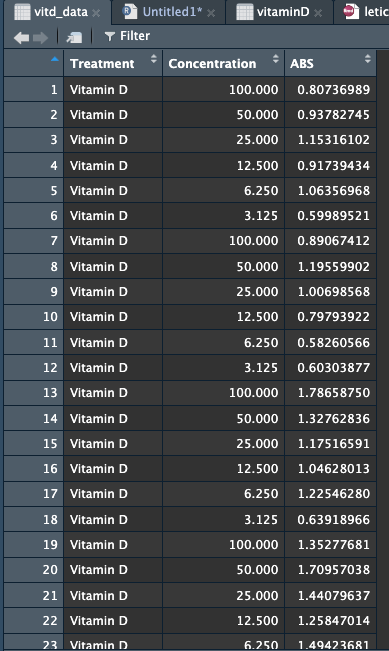 vitd_data Untitled1* vitaminD letic
Filter
Treatment Concentration ABS
1 Vitamin D 100.000 0.80736989
2 Vitamin D 50.000 0.93782745
3 Vitamin D 25.000 1.15316102
4 Vitamin D 12.500 0.91739434
5 Vitamin D 6.250 1.06356968
6 Vitamin D 3.125 0.59989521
7 Vitamin D 100.000 0.89067412
8 Vitamin D 50.000 1.19559902
9 Vitamin D 25.000 1.00698568
10 Vitamin D 12.500 0.79793922
11 Vitamin D 6.250 0.58260566
12 Vitamin D 3.125 0.60303877
13 Vitamin D 100.000 1.78658750
14 Vitamin D 50.000 1.32762836
15 Vitamin D 25.000 1.17516591
16 Vitamin D 12.500 1.04628013
17 Vitamin D 6.250 1.22546280
18 Vitamin D 3.125 0.63918966
19 Vitamin D 100.000 1.35277681
20 Vitamin D 50.000 1.70957038
21 Vitamin D 25.000 1.44079637
22 Vitamin D 12.500 1.25847014
23 Vitamin D 6.250 1.49423681